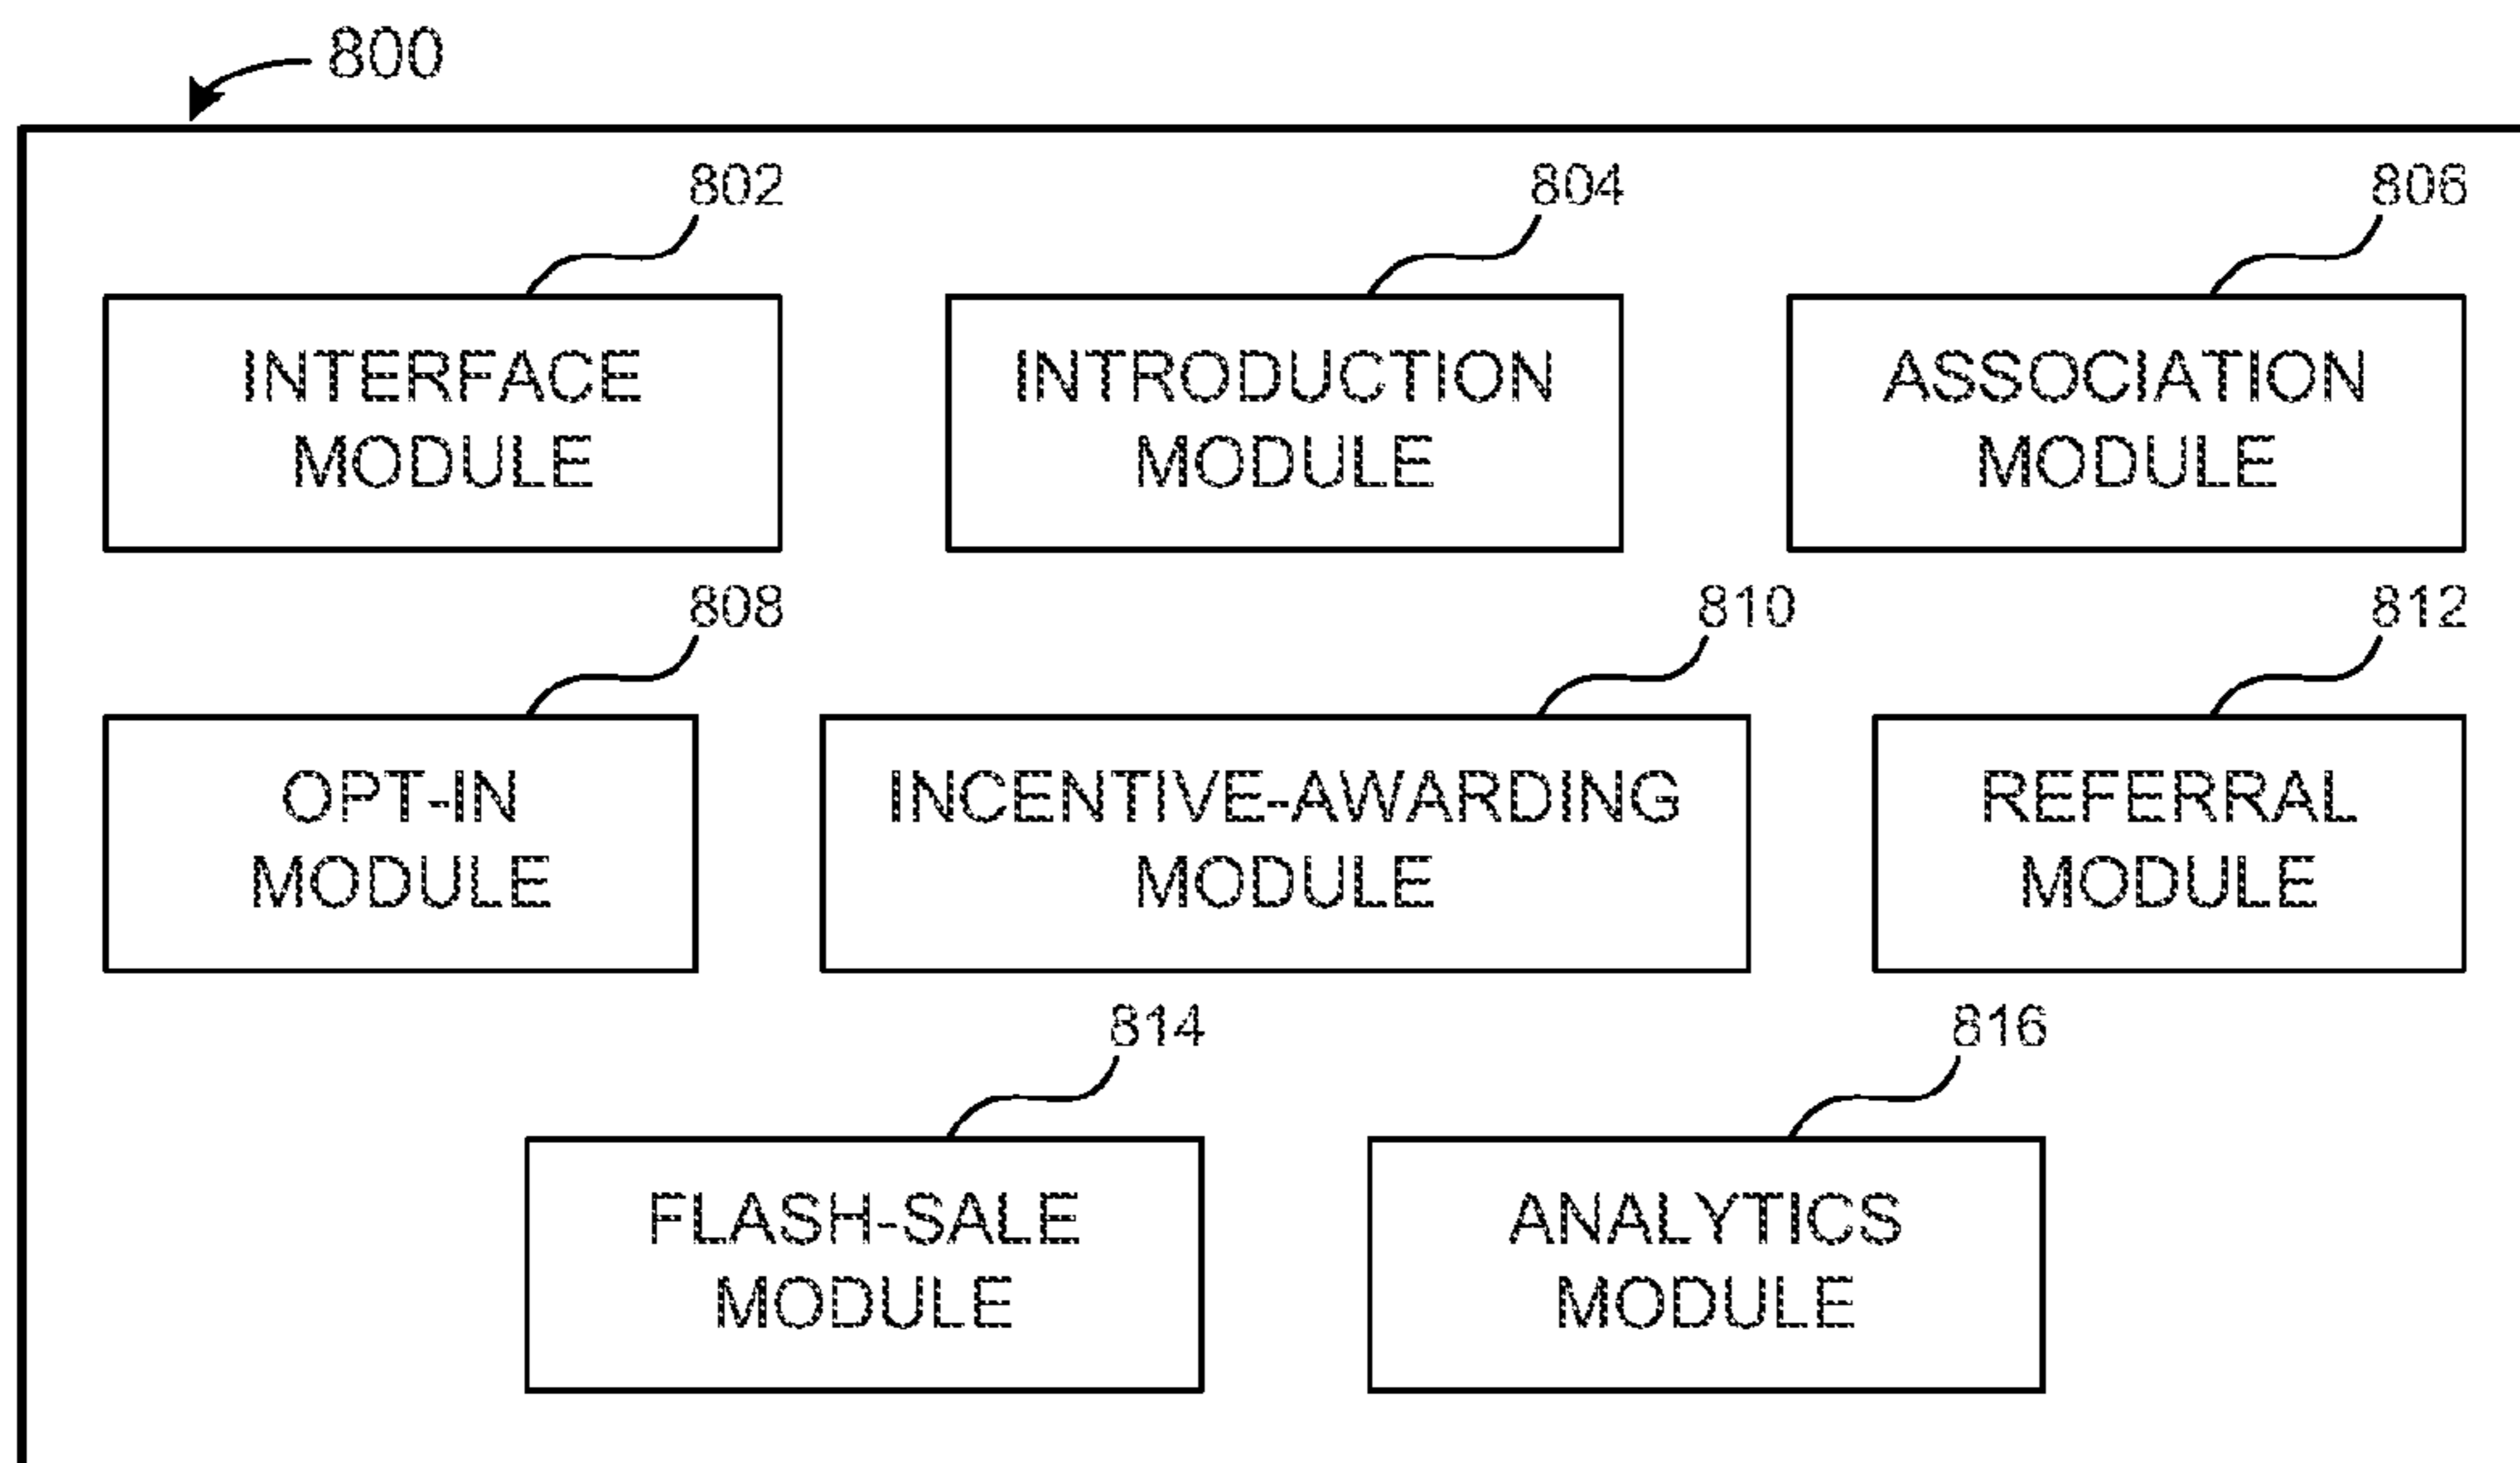 800
802
804
806
INTERFACE
MODULE
INTRODUCTION
MODULE
ASSOCIATION
MODULE
808
810
812
OPT-IN
MODULE
INCENTIVE-AWARDING
MODULE
REFERRAL
MODULE
814
816
FLASH-SALE
MODULE
ANALYTICS
MODULE